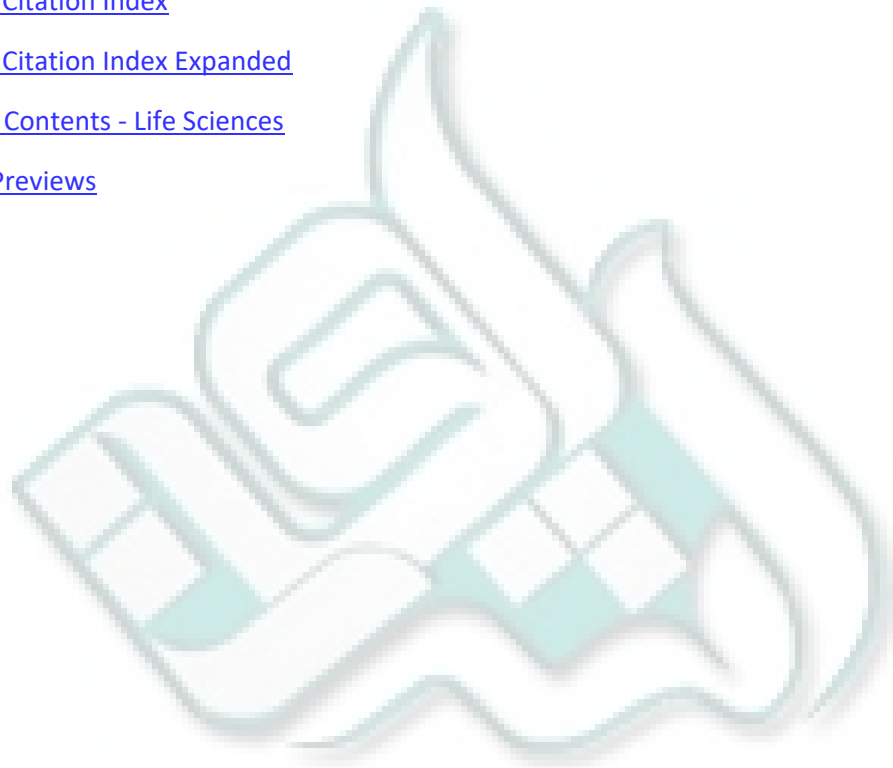 Citation Index
Citation Index Expanded
Contents - Life Sciences
Previews